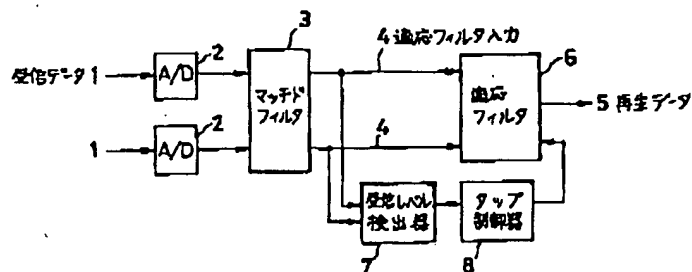 3
2
4 適応フィルタ入力
6
受信データ 1
A/D
マッチド
フィルタ
適応
フィルタ
5 再生データ
2
1
A/D
4
受信レベル
検出器
タップ
制御器
7
8